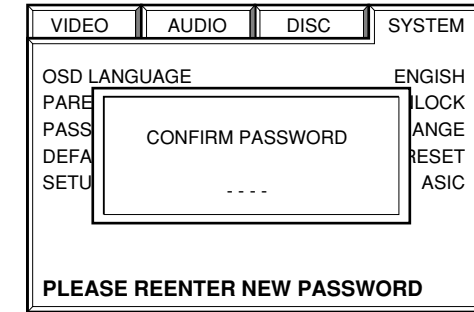 VIDEO AUDIO DISC SYSTEM
OSD LANGUAGE ENGISH
PARE LOCK
PASS ANGE
DEFA RESET
SETU ASIC
CONFIRM PASSWORD
- - - -
PLEASE REENTER NEW PASSWORD